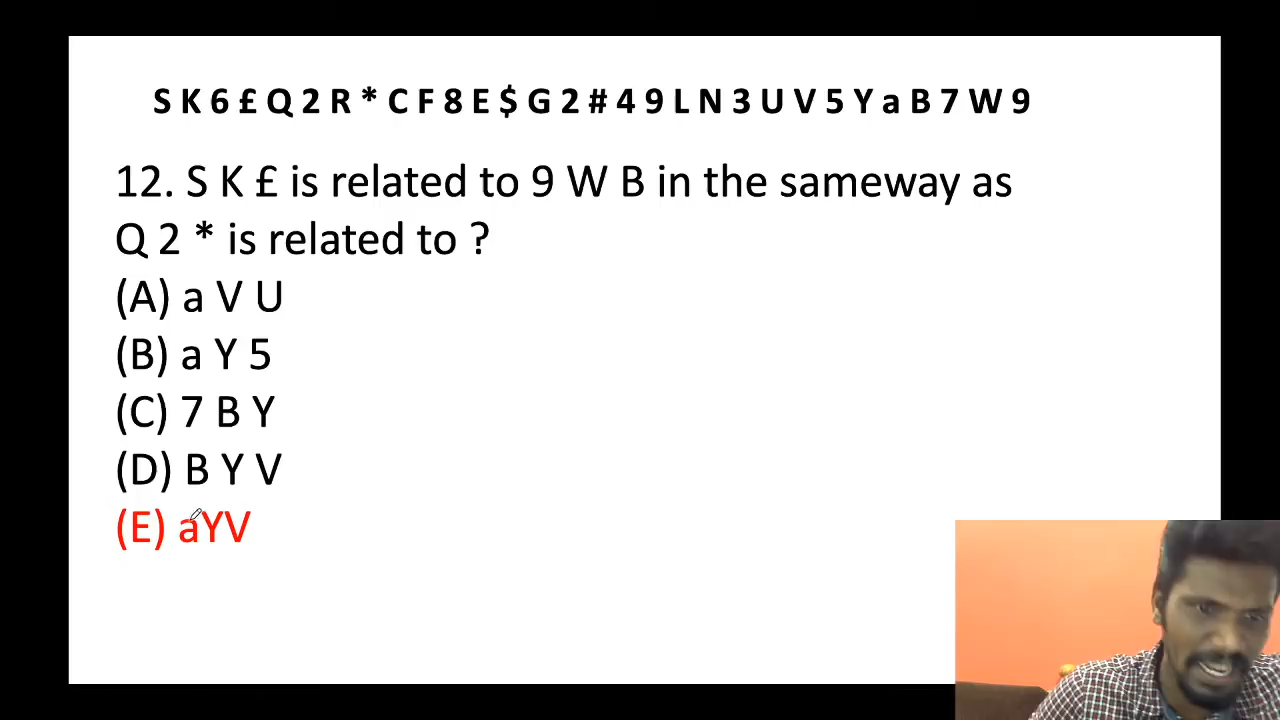 S K 6 £ Q 2 R * C F 8 E $ G 2 # 4 9 L N 3 U V 5 Y a B 7 W 9
12. S K £ is related to 9 W B in the sameway as
Q 2 * is related to ?
(A) a V U
(B) a Y 5
(C) 7 B Y
(D) B Y V
(E) aYV